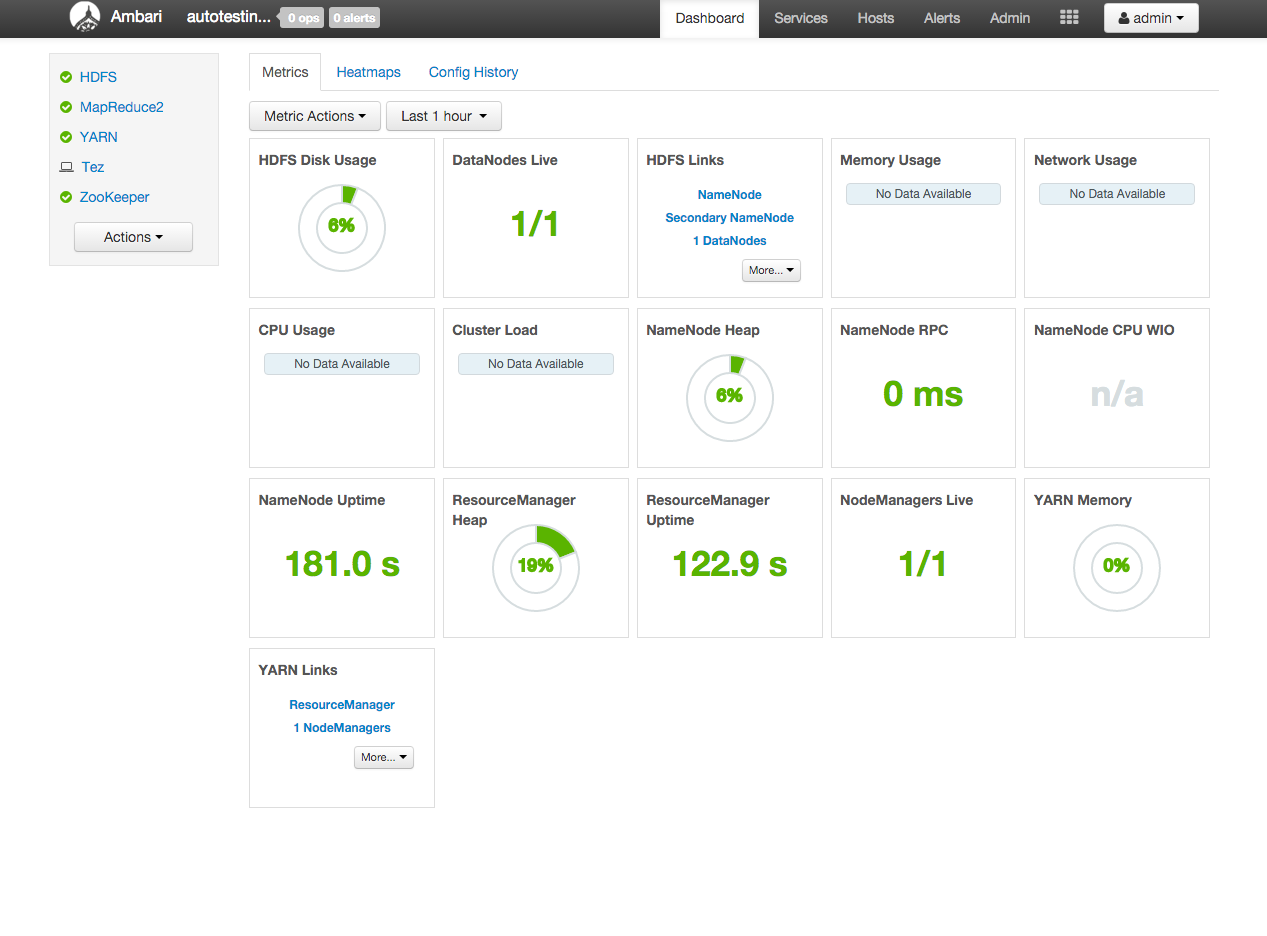 Ambari autotestin... 0 ops 0 alerts Dashboard Services Hosts Alerts Admin admin
HDFS
MapReduce2
YARN
Tez
ZooKeeper
Actions
Metrics Heatmaps Config History
Metric Actions Last 1 hour
HDFS Disk Usage
6%
DataNodes Live
1/1
HDFS Links
NameNode
Secondary NameNode
1 DataNodes
More...
Memory Usage
No Data Available
Network Usage
No Data Available
CPU Usage
No Data Available
Cluster Load
No Data Available
NameNode Heap
6%
NameNode RPC
0 ms
NameNode CPU WIO
n/a
NameNode Uptime
181.0 s
ResourceManager
Heap
19%
ResourceManager
Uptime
122.9 s
NodeManagers Live
1/1
YARN Memory
0%
YARN Links
ResourceManager
1 NodeManagers
More...